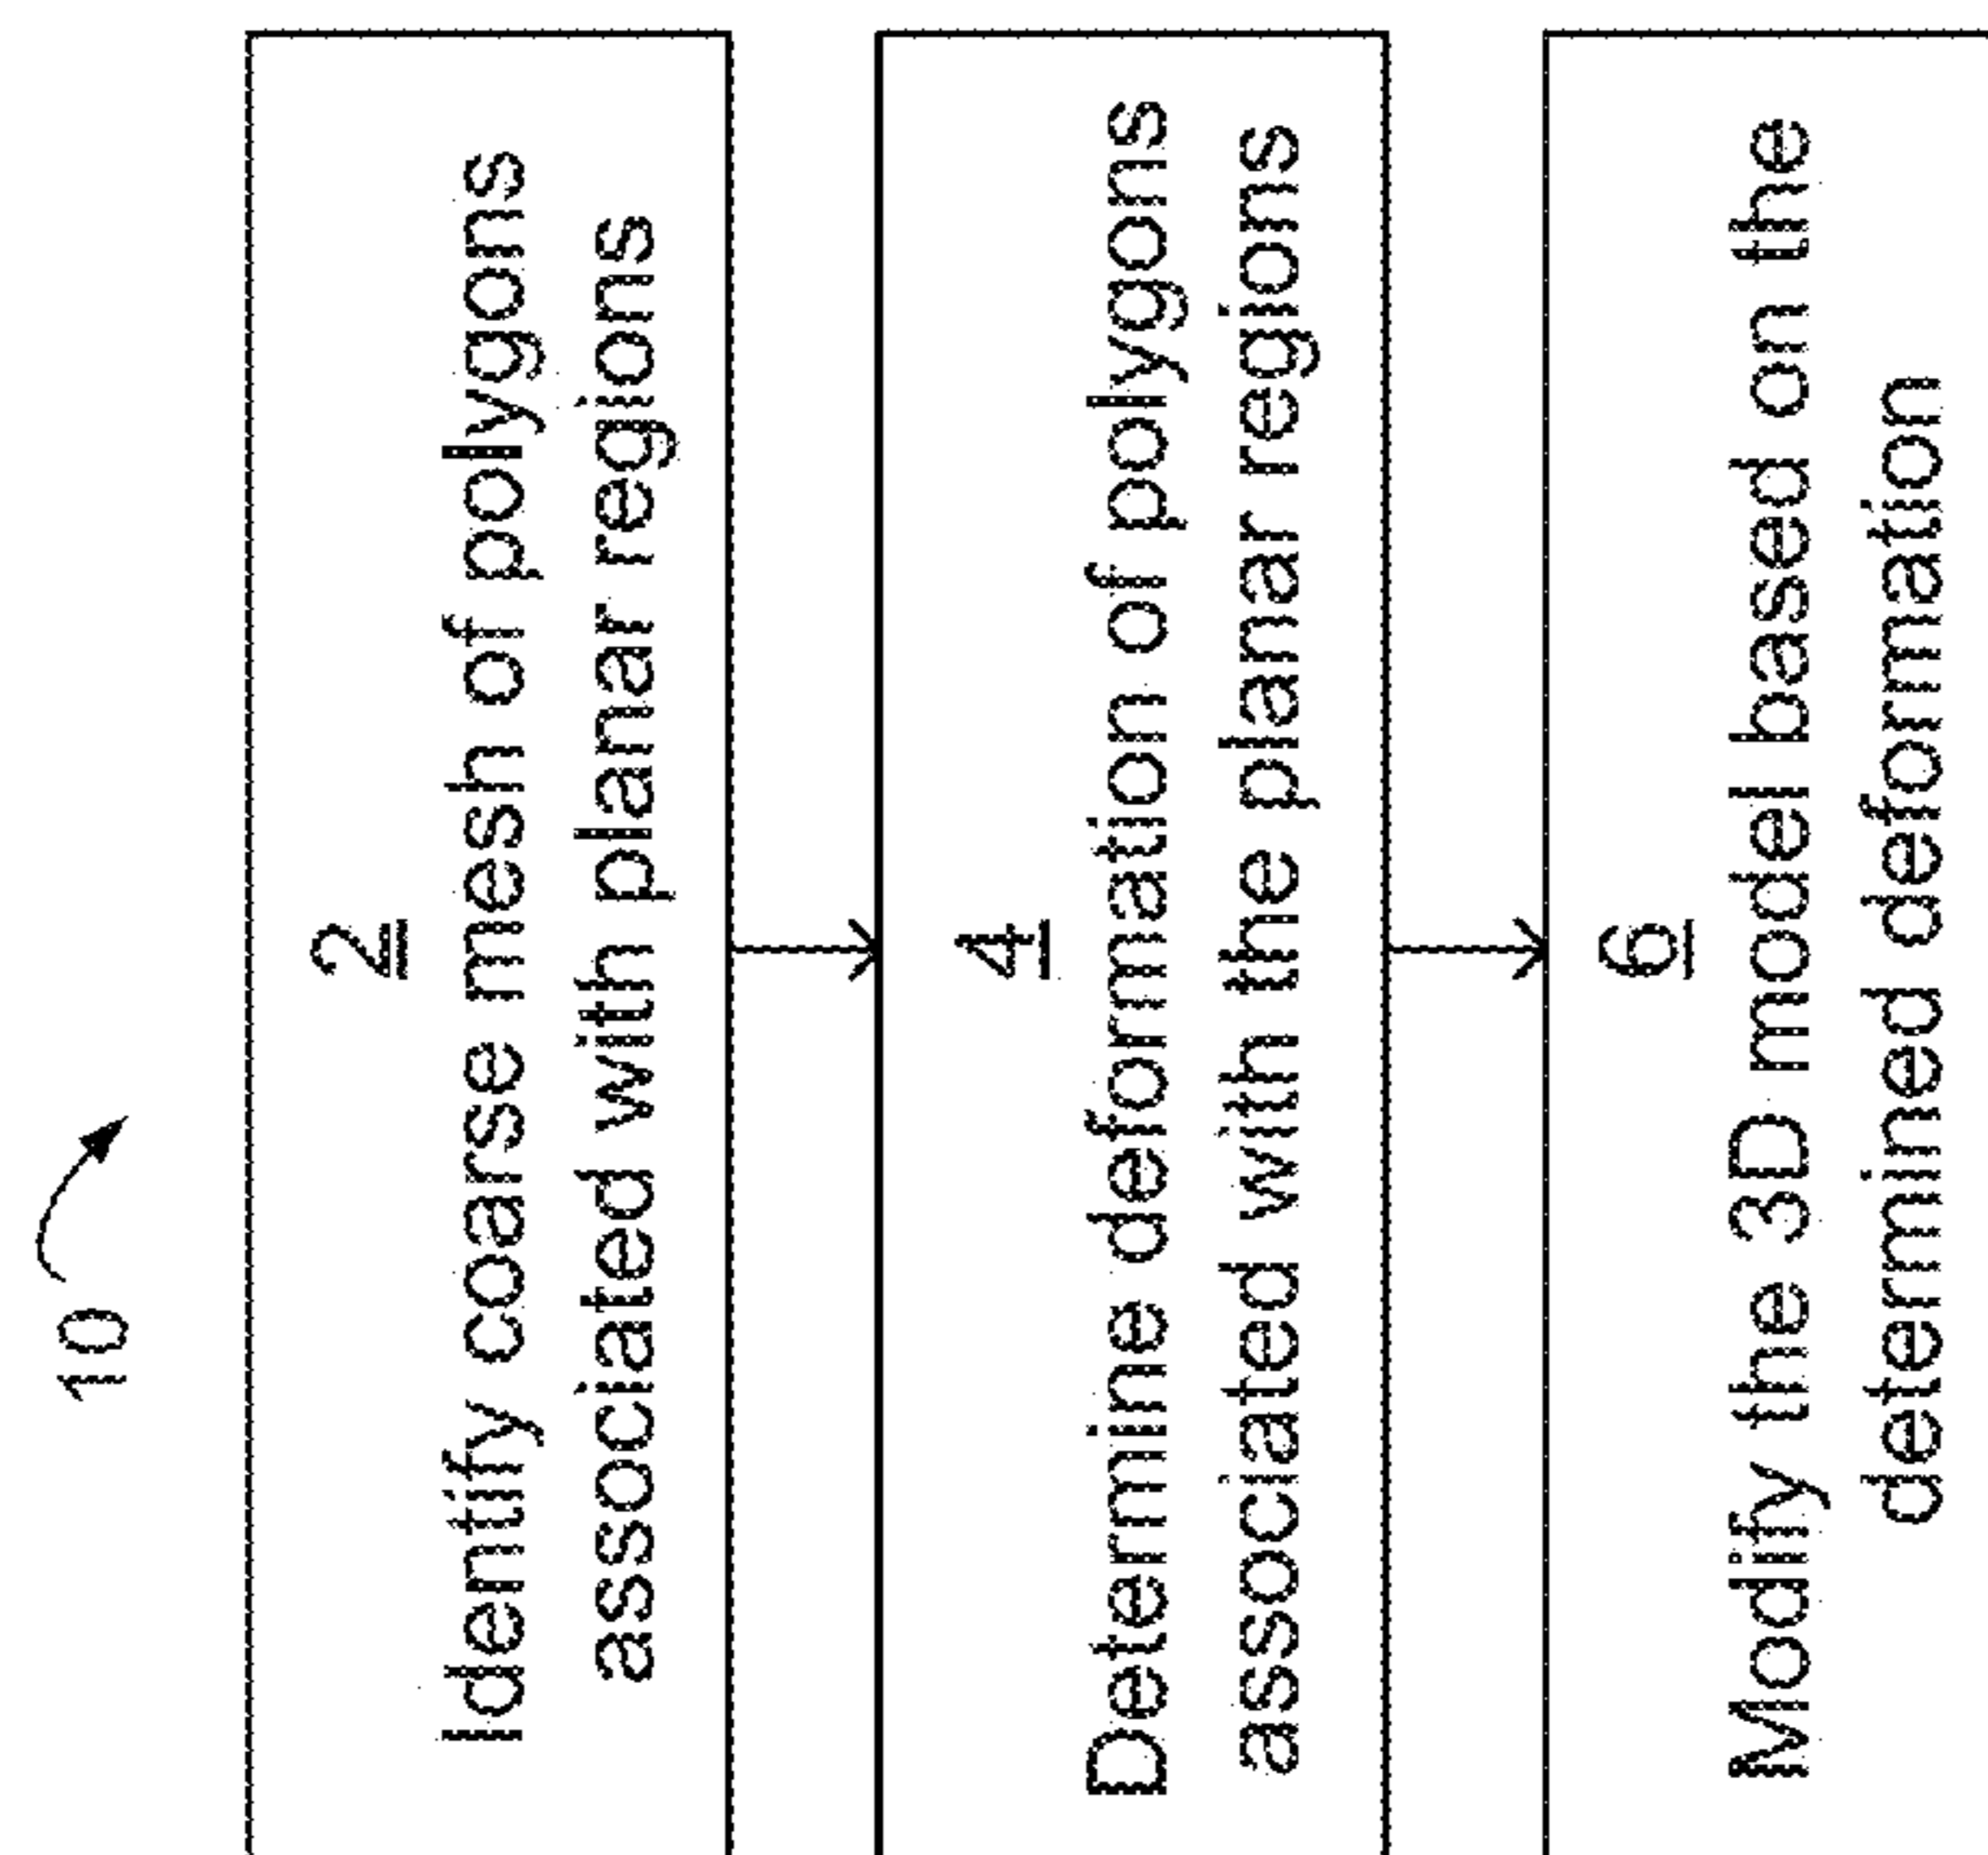 10
2
Identify coarse mesh of polygons
associated with planar regions
4
Determine deformation of polygons
associated with the planar regions
6
Modify the 3D model based on the
determined deformation